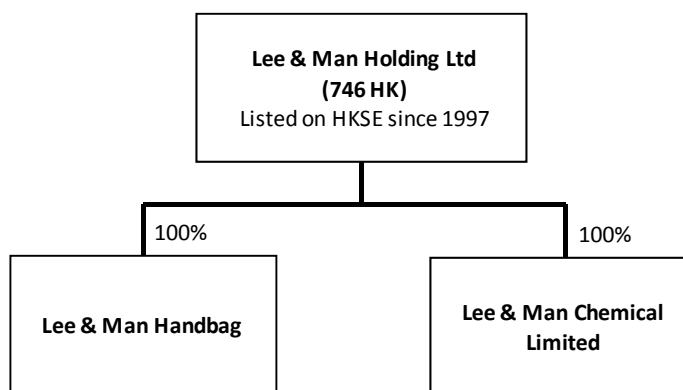 Lee & Man Holding Ltd
(746 HK)
Listed on HKSE since 1997
100%
100%
Lee & Man Handbag
Lee & Man Chemical
Limited